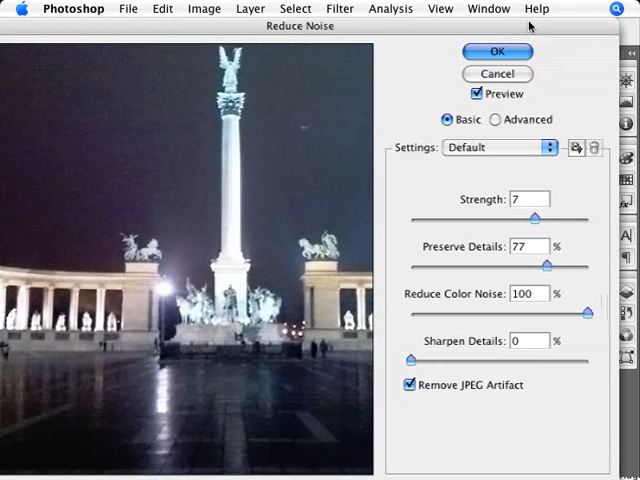 Photoshop File Edit Image Layer Select Filter Analysis View Window Help
Reduce Noise
OK
Cancel
Preview
Basic Advanced
Settings: Default
Strength: 7
Preserve Details: 77 %
Reduce Color Noise: 100 %
Sharpen Details: 0 %
Remove JPEG Artifact